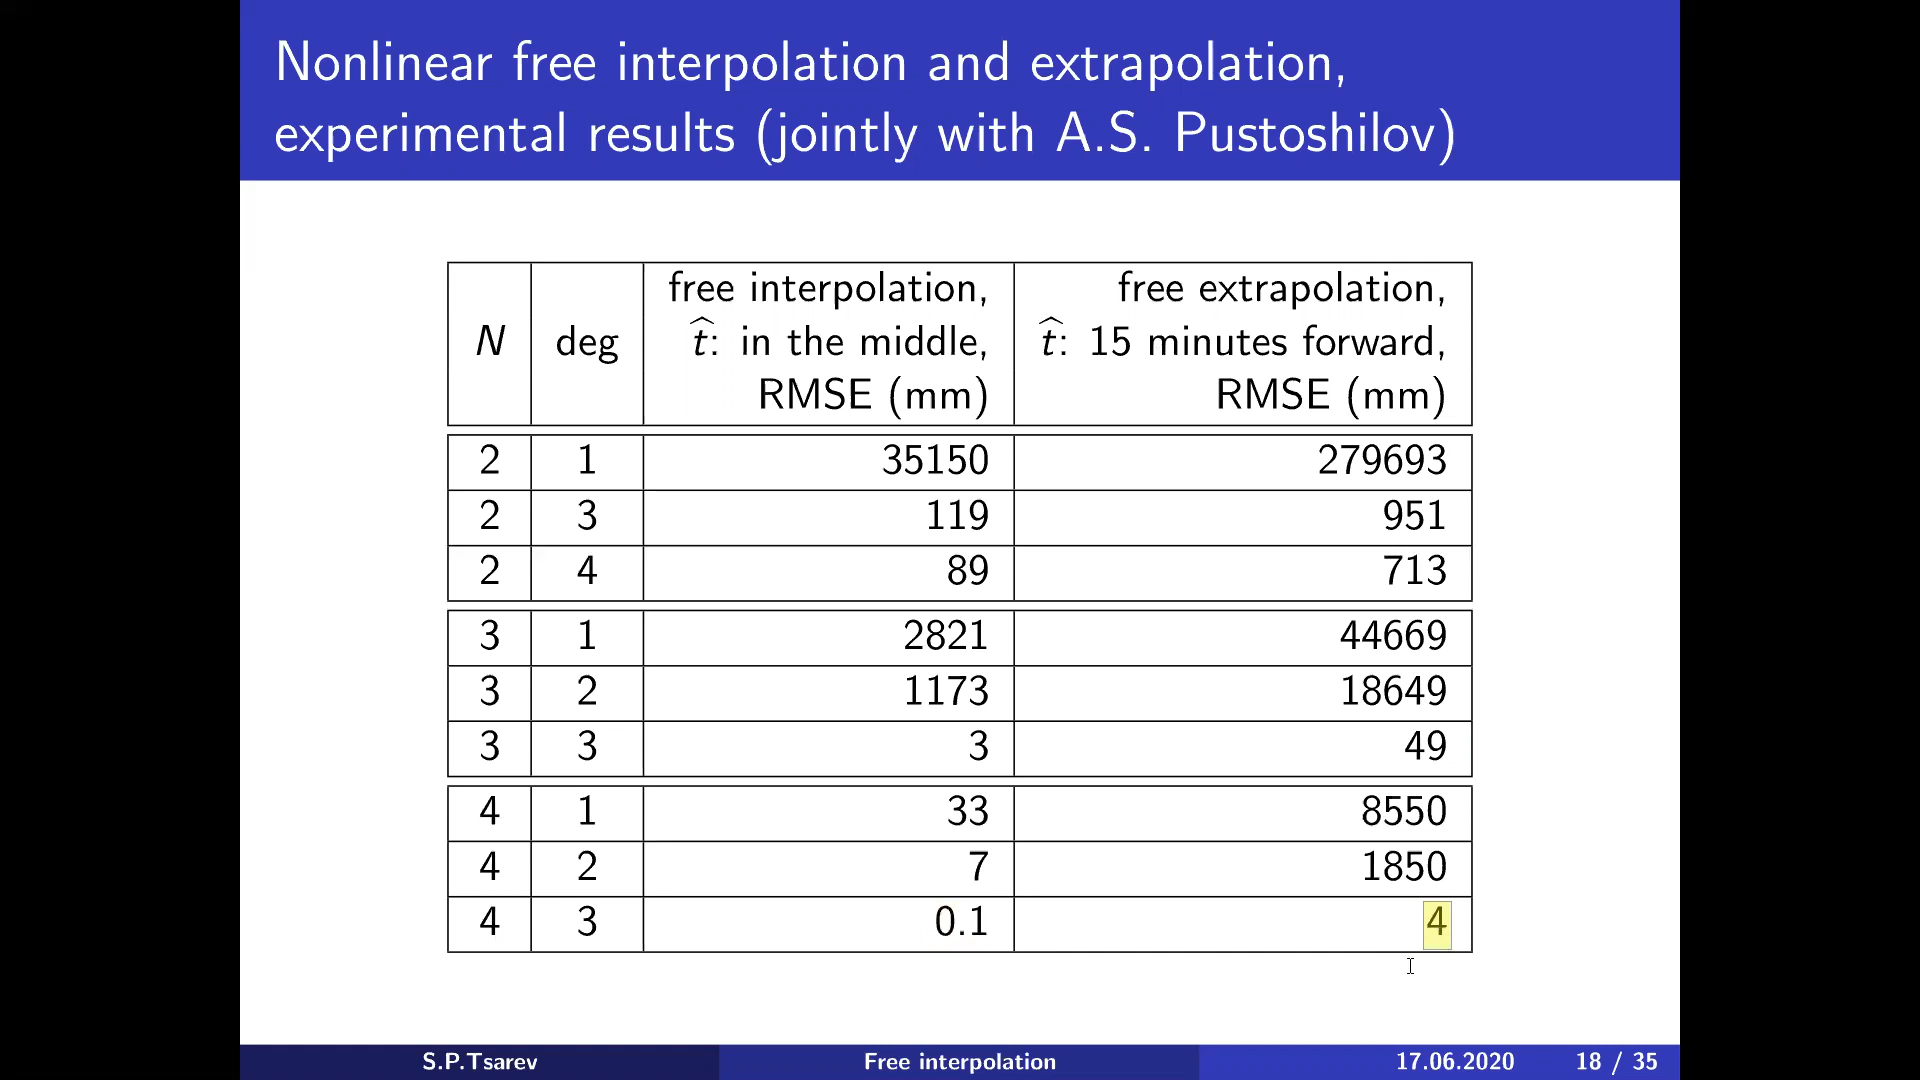 Nonlinear free interpolation and extrapolation,
experimental results (jointly with A.S. Pustoshilov)
N deg free interpolation, t̂: in the middle, RMSE (mm) free extrapolation, t̂: 15 minutes forward, RMSE (mm)
2 1 35150 279693
2 3 119 951
2 4 89 713
3 1 2821 44669
3 2 1173 18649
3 3 3 49
4 1 33 8550
4 2 7 1850
4 3 0.1 4
S.P.Tsarev Free interpolation 17.06.2020 18 / 35